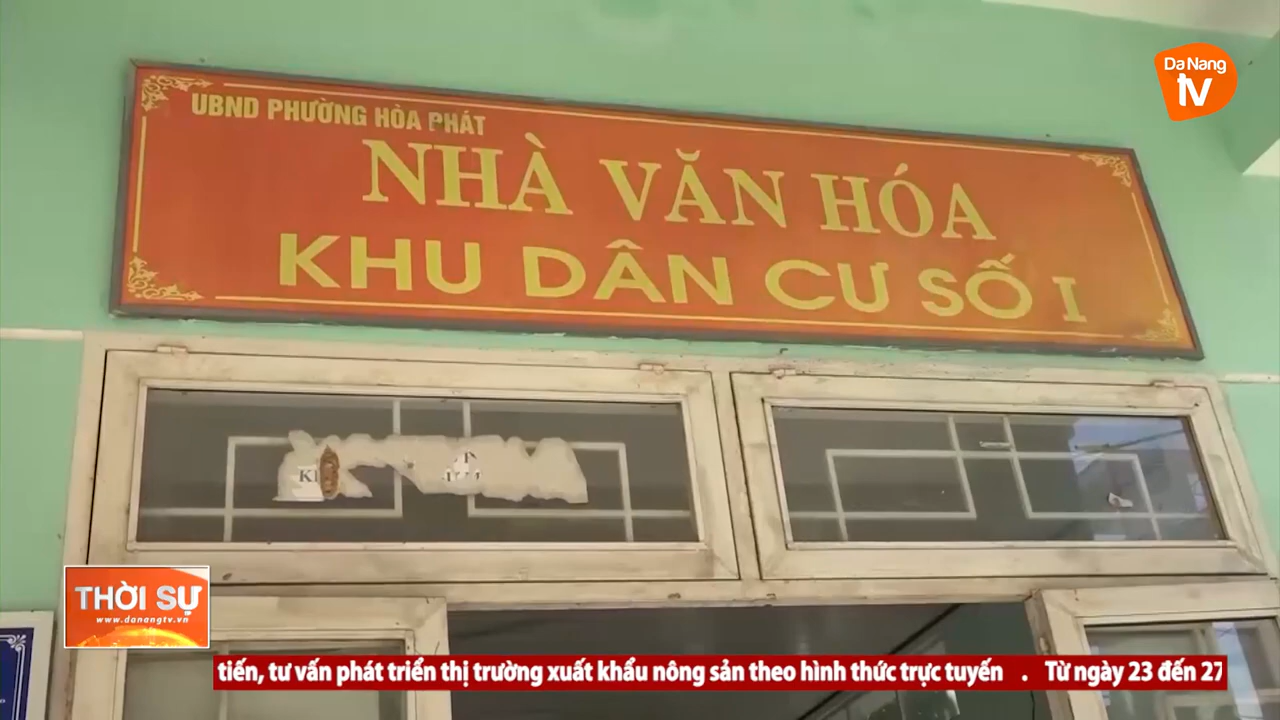 Da Nang
tv
UBND PHƯỜNG HÒA PHÁT
NHÀ VĂN HÓA
KHU DÂN CƯ SỐ I
THỜI SỰ
www.danangtv.vn
tiến, tư vấn phát triển thị trường xuất khẩu nông sản theo hình thức trực tuyến . Từ ngày 23 đến 27